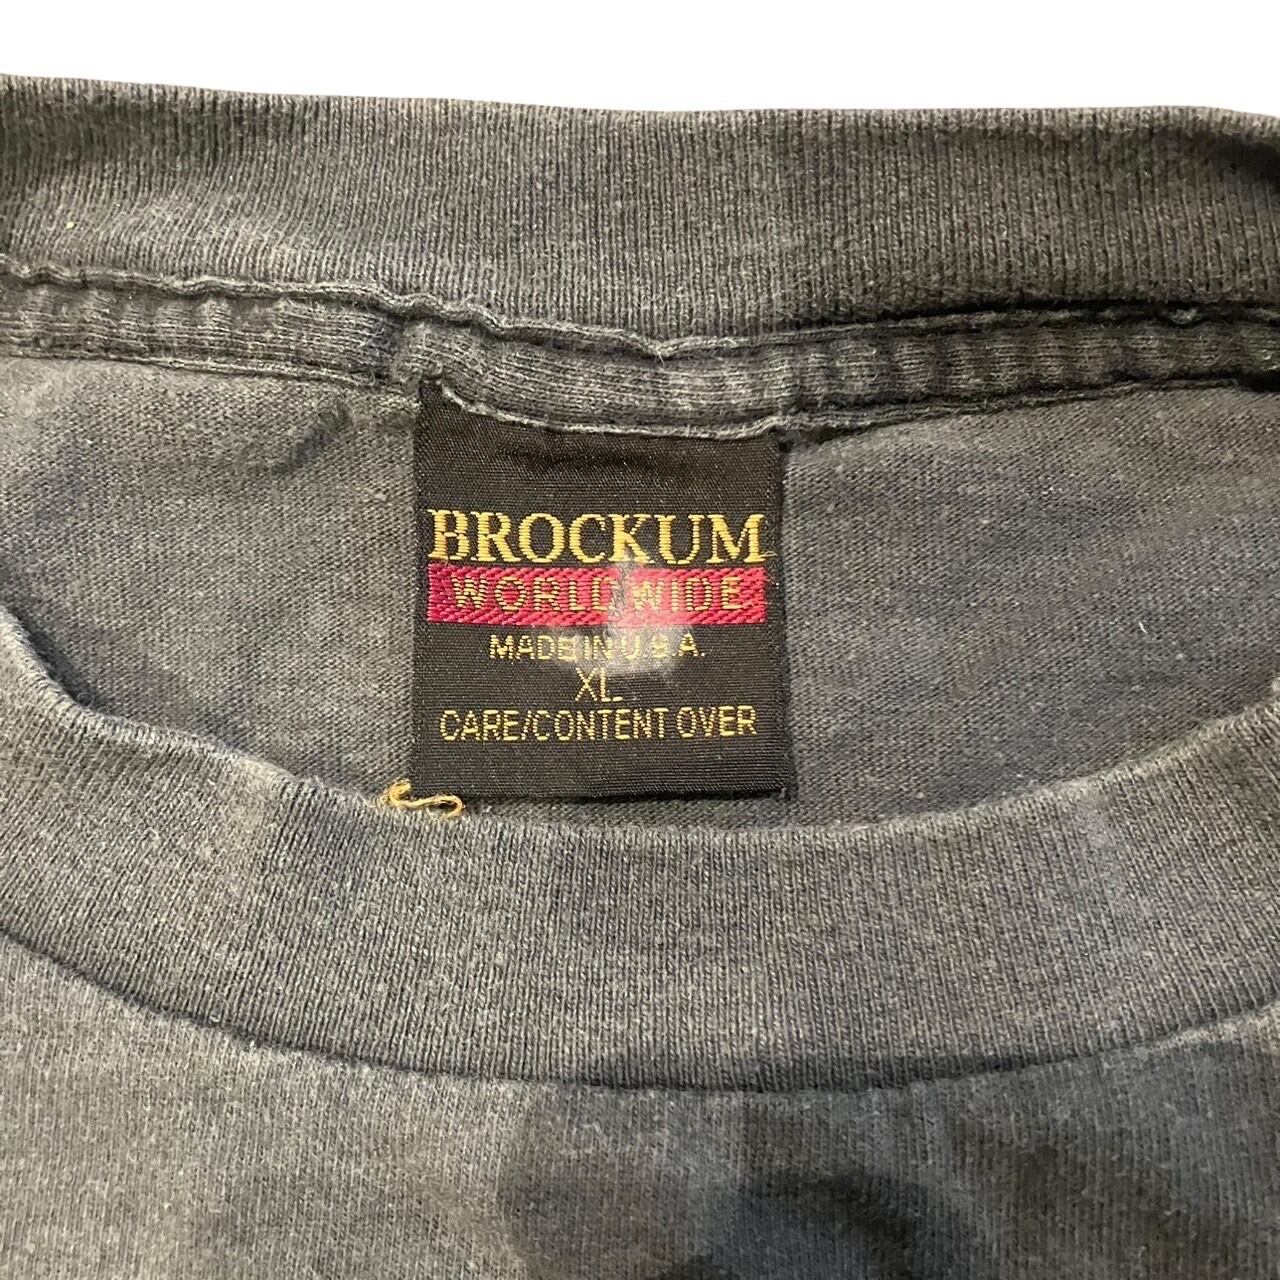 BROCKUM
WORLDWIDE
MADE IN U.S.A.
XL
CARE/CONTENT OVER